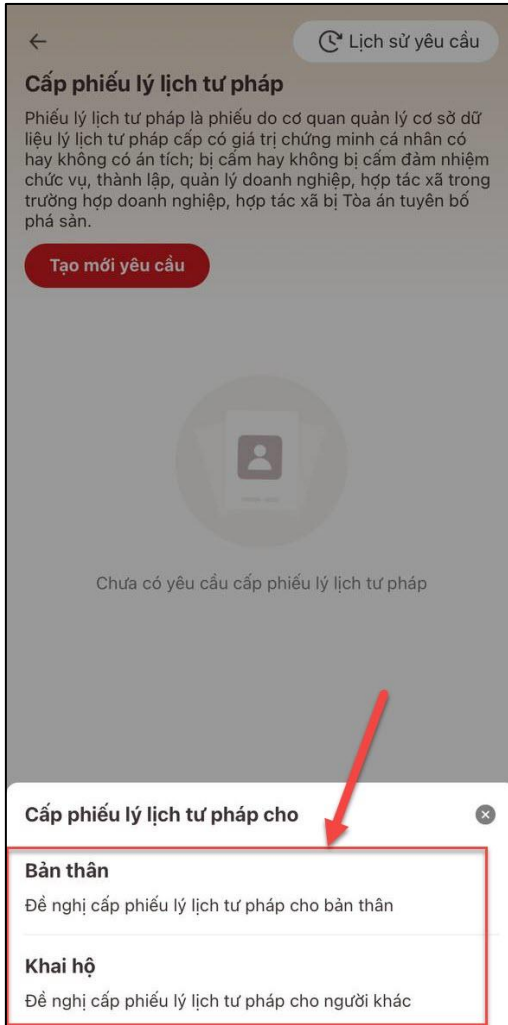 Lịch sử yêu cầu
Cấp phiếu lý lịch tư pháp
Phiếu lý lịch tư pháp là phiếu do cơ quan quản lý cơ sở dữ
liệu lý lịch tư pháp cấp có giá trị chứng minh cá nhân có
hay không có án tích; bị cấm hay không bị cấm đảm nhiệm
chức vụ, thành lập, quản lý doanh nghiệp, hợp tác xã trong
trường hợp doanh nghiệp, hợp tác xã bị Tòa án tuyên bố
phá sản.
Tạo mới yêu cầu
Chưa có yêu cầu cấp phiếu lý lịch tư pháp
Cấp phiếu lý lịch tư pháp cho
Bản thân
Đề nghị cấp phiếu lý lịch tư pháp cho bản thân
Khai hộ
Đề nghị cấp phiếu lý lịch tư pháp cho người khác